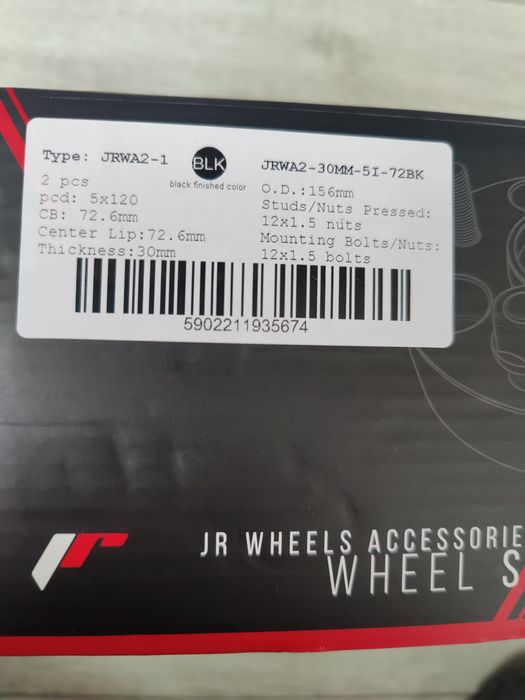 Type: JRWA2-1
BLK
black finished color
JRWA2-30MM-5I-72BK
2 pcs
pcd: 5x120
CB: 72.6mm
Center Lip:72.6mm
Thickness:30mm
O.D.:156mm
Studs/Nuts Pressed:
12x1.5 nuts
Mounting Bolts/Nuts:
12x1.5 bolts
5902211935674
jr
JR WHEELS ACCESSORIE
WHEEL S